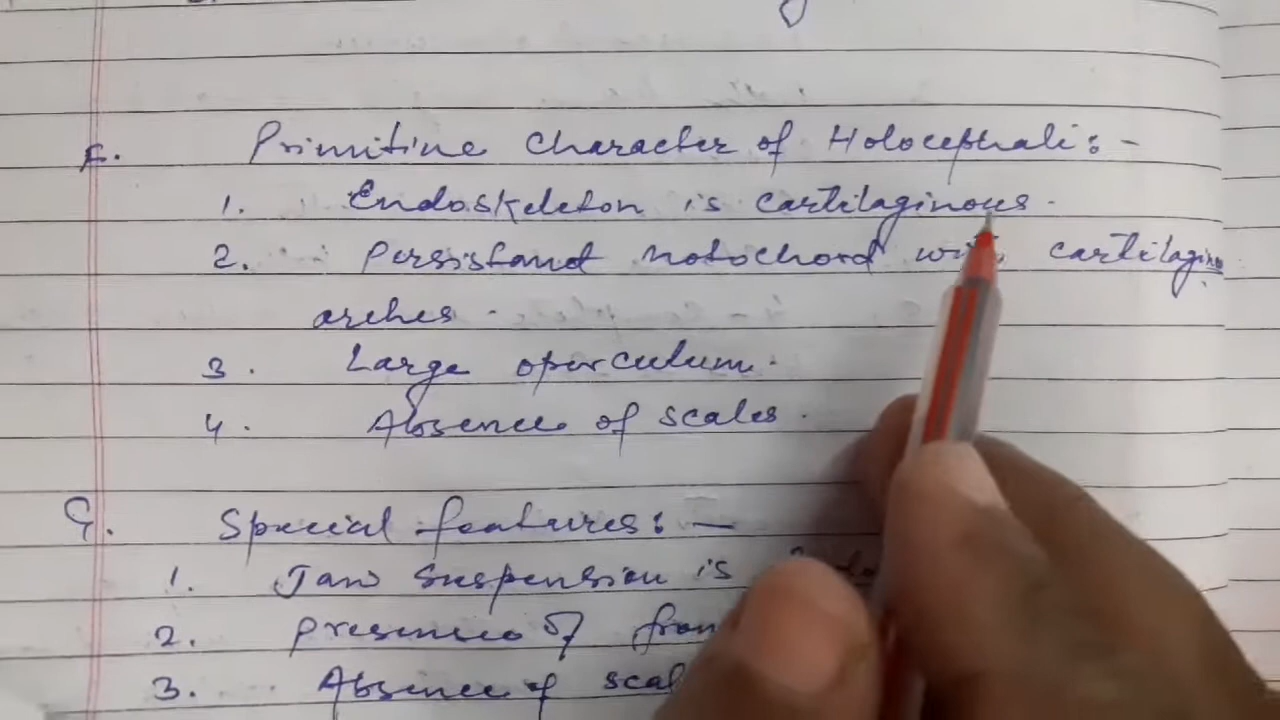 F. Primitive Character of Holocephali:-
1. Endoskeleton is cartilaginous.
2. Persistant notochord with cartilaginous
arches.
3. Large operculum.
4. Absence of scales.
G. Special features:-
1. Jaw suspension is
2. presence of
3. Absence of